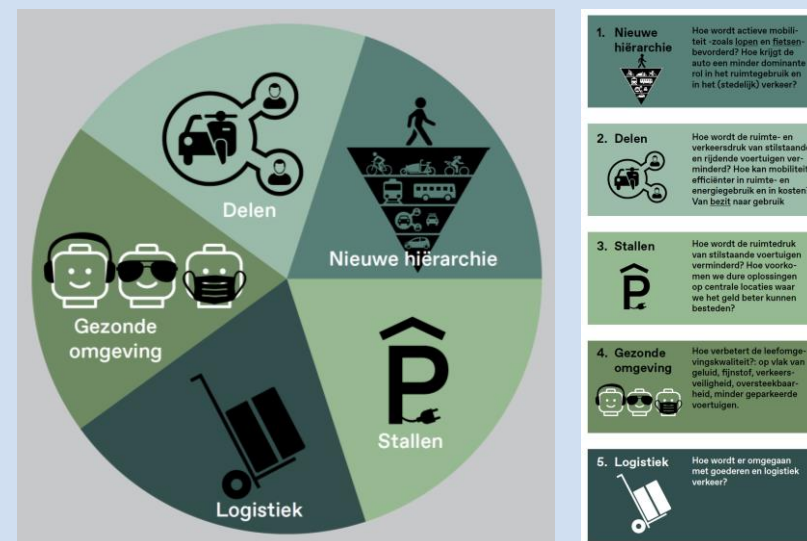 Delen
Nieuwe hiërarchie
Gezonde
omgeving
P
Stallen
Logistiek
1. Nieuwe
hiërarchie
Hoe wordt actieve mobili-
teit -zoals lopen en fietsen-
bevorderd? Hoe krijgt de
auto een minder dominante
rol in het ruimtegebruik en
in het (stedelijk) verkeer?
2. Delen
Hoe wordt de ruimte- en
verkeersdruk van stilstaande
en rijdende voertuigen ver-
minderd? Hoe kan mobiliteit
efficiënter in ruimte- en
energiegebruik en in kosten?
Van bezit naar gebruik
3. Stallen
P
Hoe wordt de ruimtedruk
van stilstaande voertuigen
verminderd? Hoe voorko-
men we dure oplossingen
op centrale locaties waar
we het geld beter kunnen
besteden?
4. Gezonde
omgeving
Hoe verbetert de leefomge-
vingskwaliteit?: op vlak van
geluid, fijnstof, verkeers-
veiligheid, oversteekbaar-
heid, minder geparkeerde
voertuigen.
5. Logistiek
Hoe wordt er omgegaan
met goederen en logistiek
verkeer?